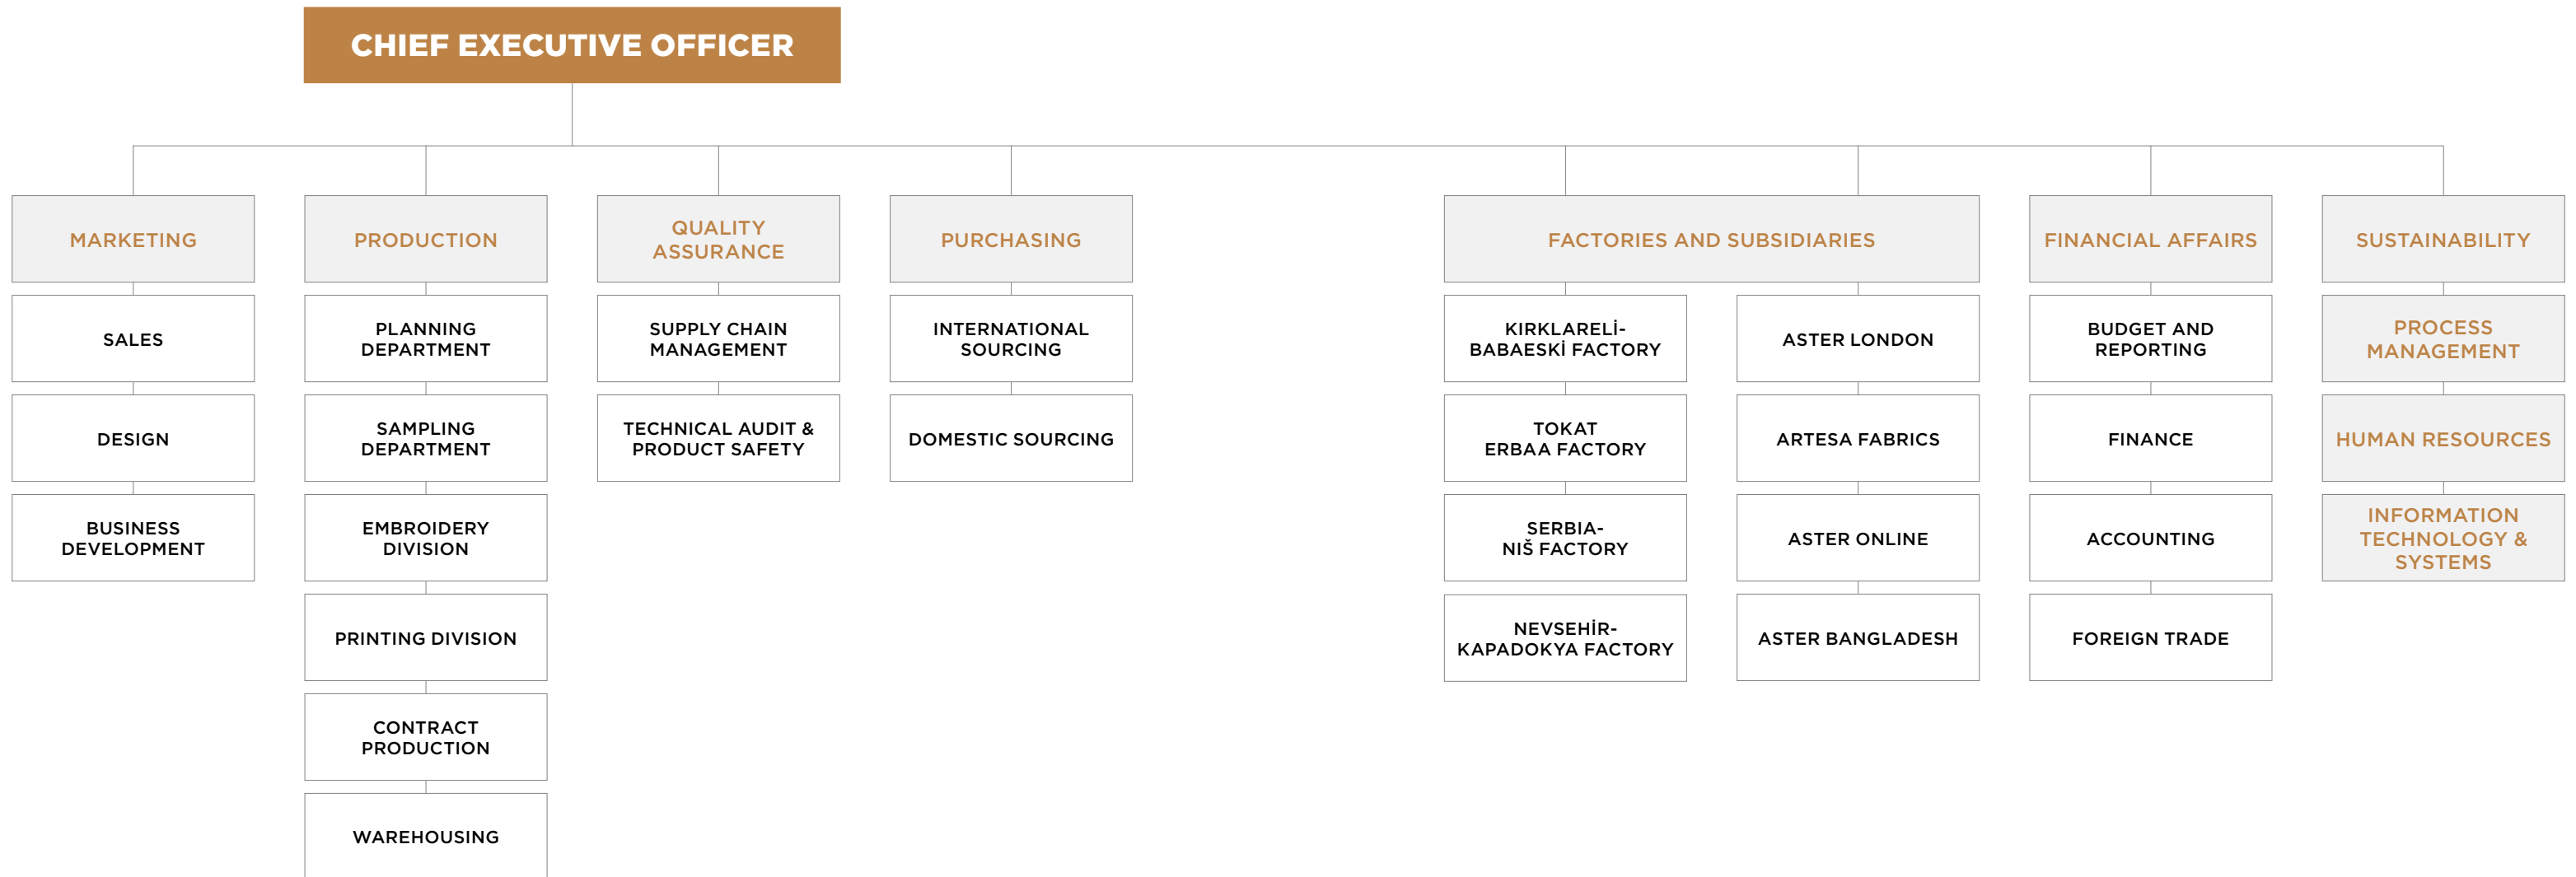 CHIEF EXECUTIVE OFFICER
MARKETING
SALES
DESIGN
BUSINESS
DEVELOPMENT
PRODUCTION
PLANNING
DEPARTMENT
SAMPLING
DEPARTMENT
EMBROIDERY
DIVISION
PRINTING DIVISION
CONTRACT
PRODUCTION
WAREHOUSING
QUALITY
ASSURANCE
SUPPLY CHAIN
MANAGEMENT
TECHNICAL AUDIT &
PRODUCT SAFETY
PURCHASING
INTERNATIONAL
SOURCING
DOMESTIC SOURCING
FACTORIES AND SUBSIDIARIES
KIRKLARELİ-
BABAESKİ FACTORY
TOKAT
ERBAA FACTORY
SERBIA-
NIŠ FACTORY
NEVSEHİR-
KAPADOKYA FACTORY
ASTER LONDON
ARTESA FABRICS
ASTER ONLINE
ASTER BANGLADESH
FINANCIAL AFFAIRS
BUDGET AND
REPORTING
FINANCE
ACCOUNTING
FOREIGN TRADE
SUSTAINABILITY
PROCESS
MANAGEMENT
HUMAN RESOURCES
INFORMATION
TECHNOLOGY &
SYSTEMS